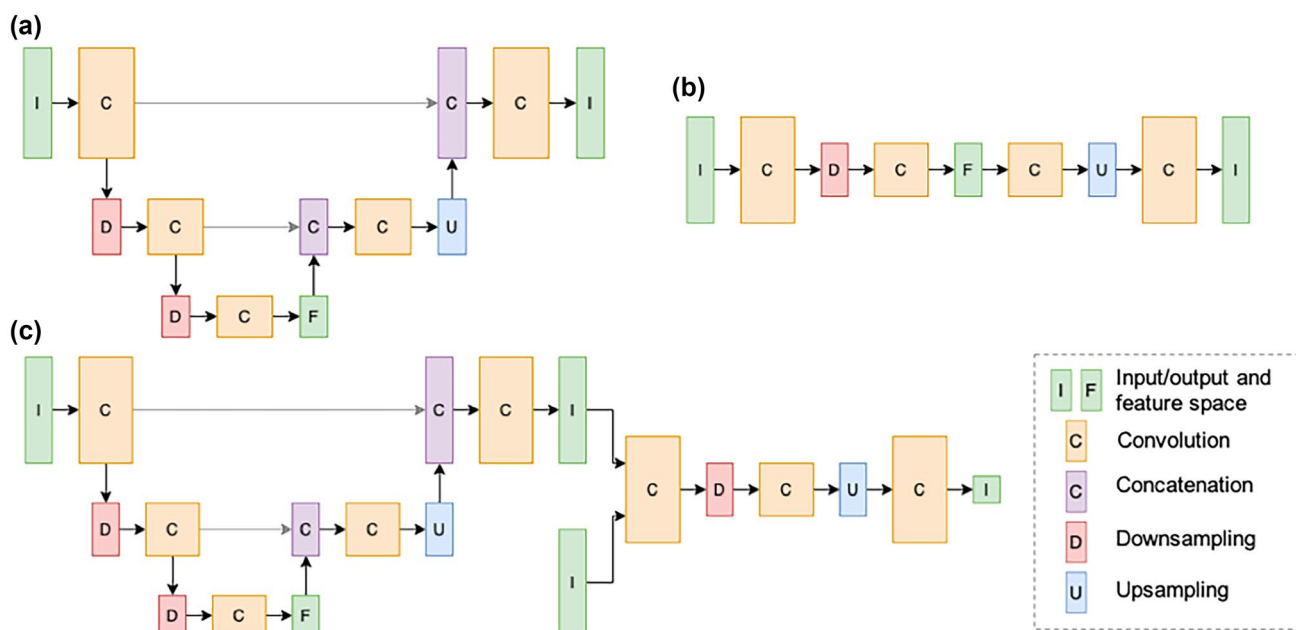 (a)
I C C C I
D C C C U
D C F
(b)
I C D C F C U C I
(c)
I C C C I
D C C C U
D C F
C D C U C I
I
I F Input/output and
feature space
C Convolution
C Concatenation
D Downsampling
U Upsampling